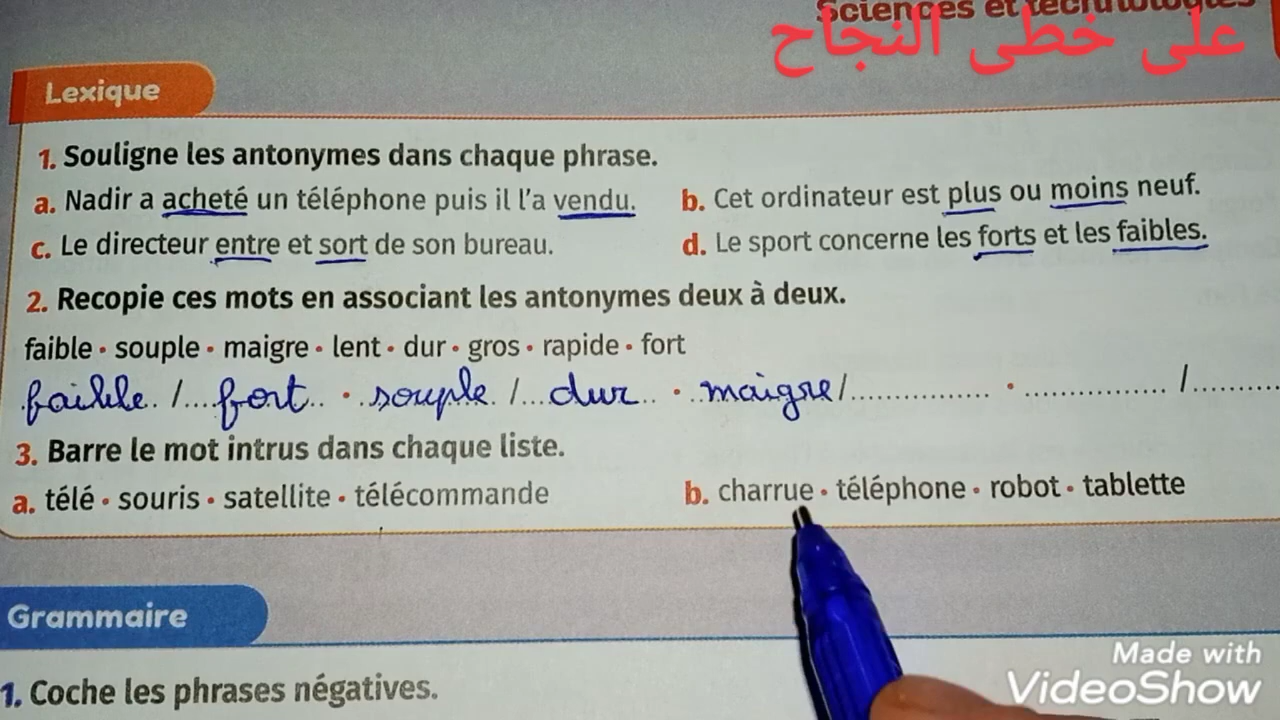 Sciences et technologies
على خطى النجاح
Lexique
1. Souligne les antonymes dans chaque phrase.
a. Nadir a acheté un téléphone puis il l'a vendu. b. Cet ordinateur est plus ou moins neuf.
c. Le directeur entre et sort de son bureau. d. Le sport concerne les forts et les faibles.
2. Recopie ces mots en associant les antonymes deux à deux.
faible • souple • maigre • lent • dur • gros • rapide • fort
faible / fort • souple / dur • maigre / ............... • ............... / ..........
3. Barre le mot intrus dans chaque liste.
a. télé • souris • satellite • télécommande b. charrue • téléphone • robot • tablette
Grammaire
1. Coche les phrases négatives.
Made with
VideoShow